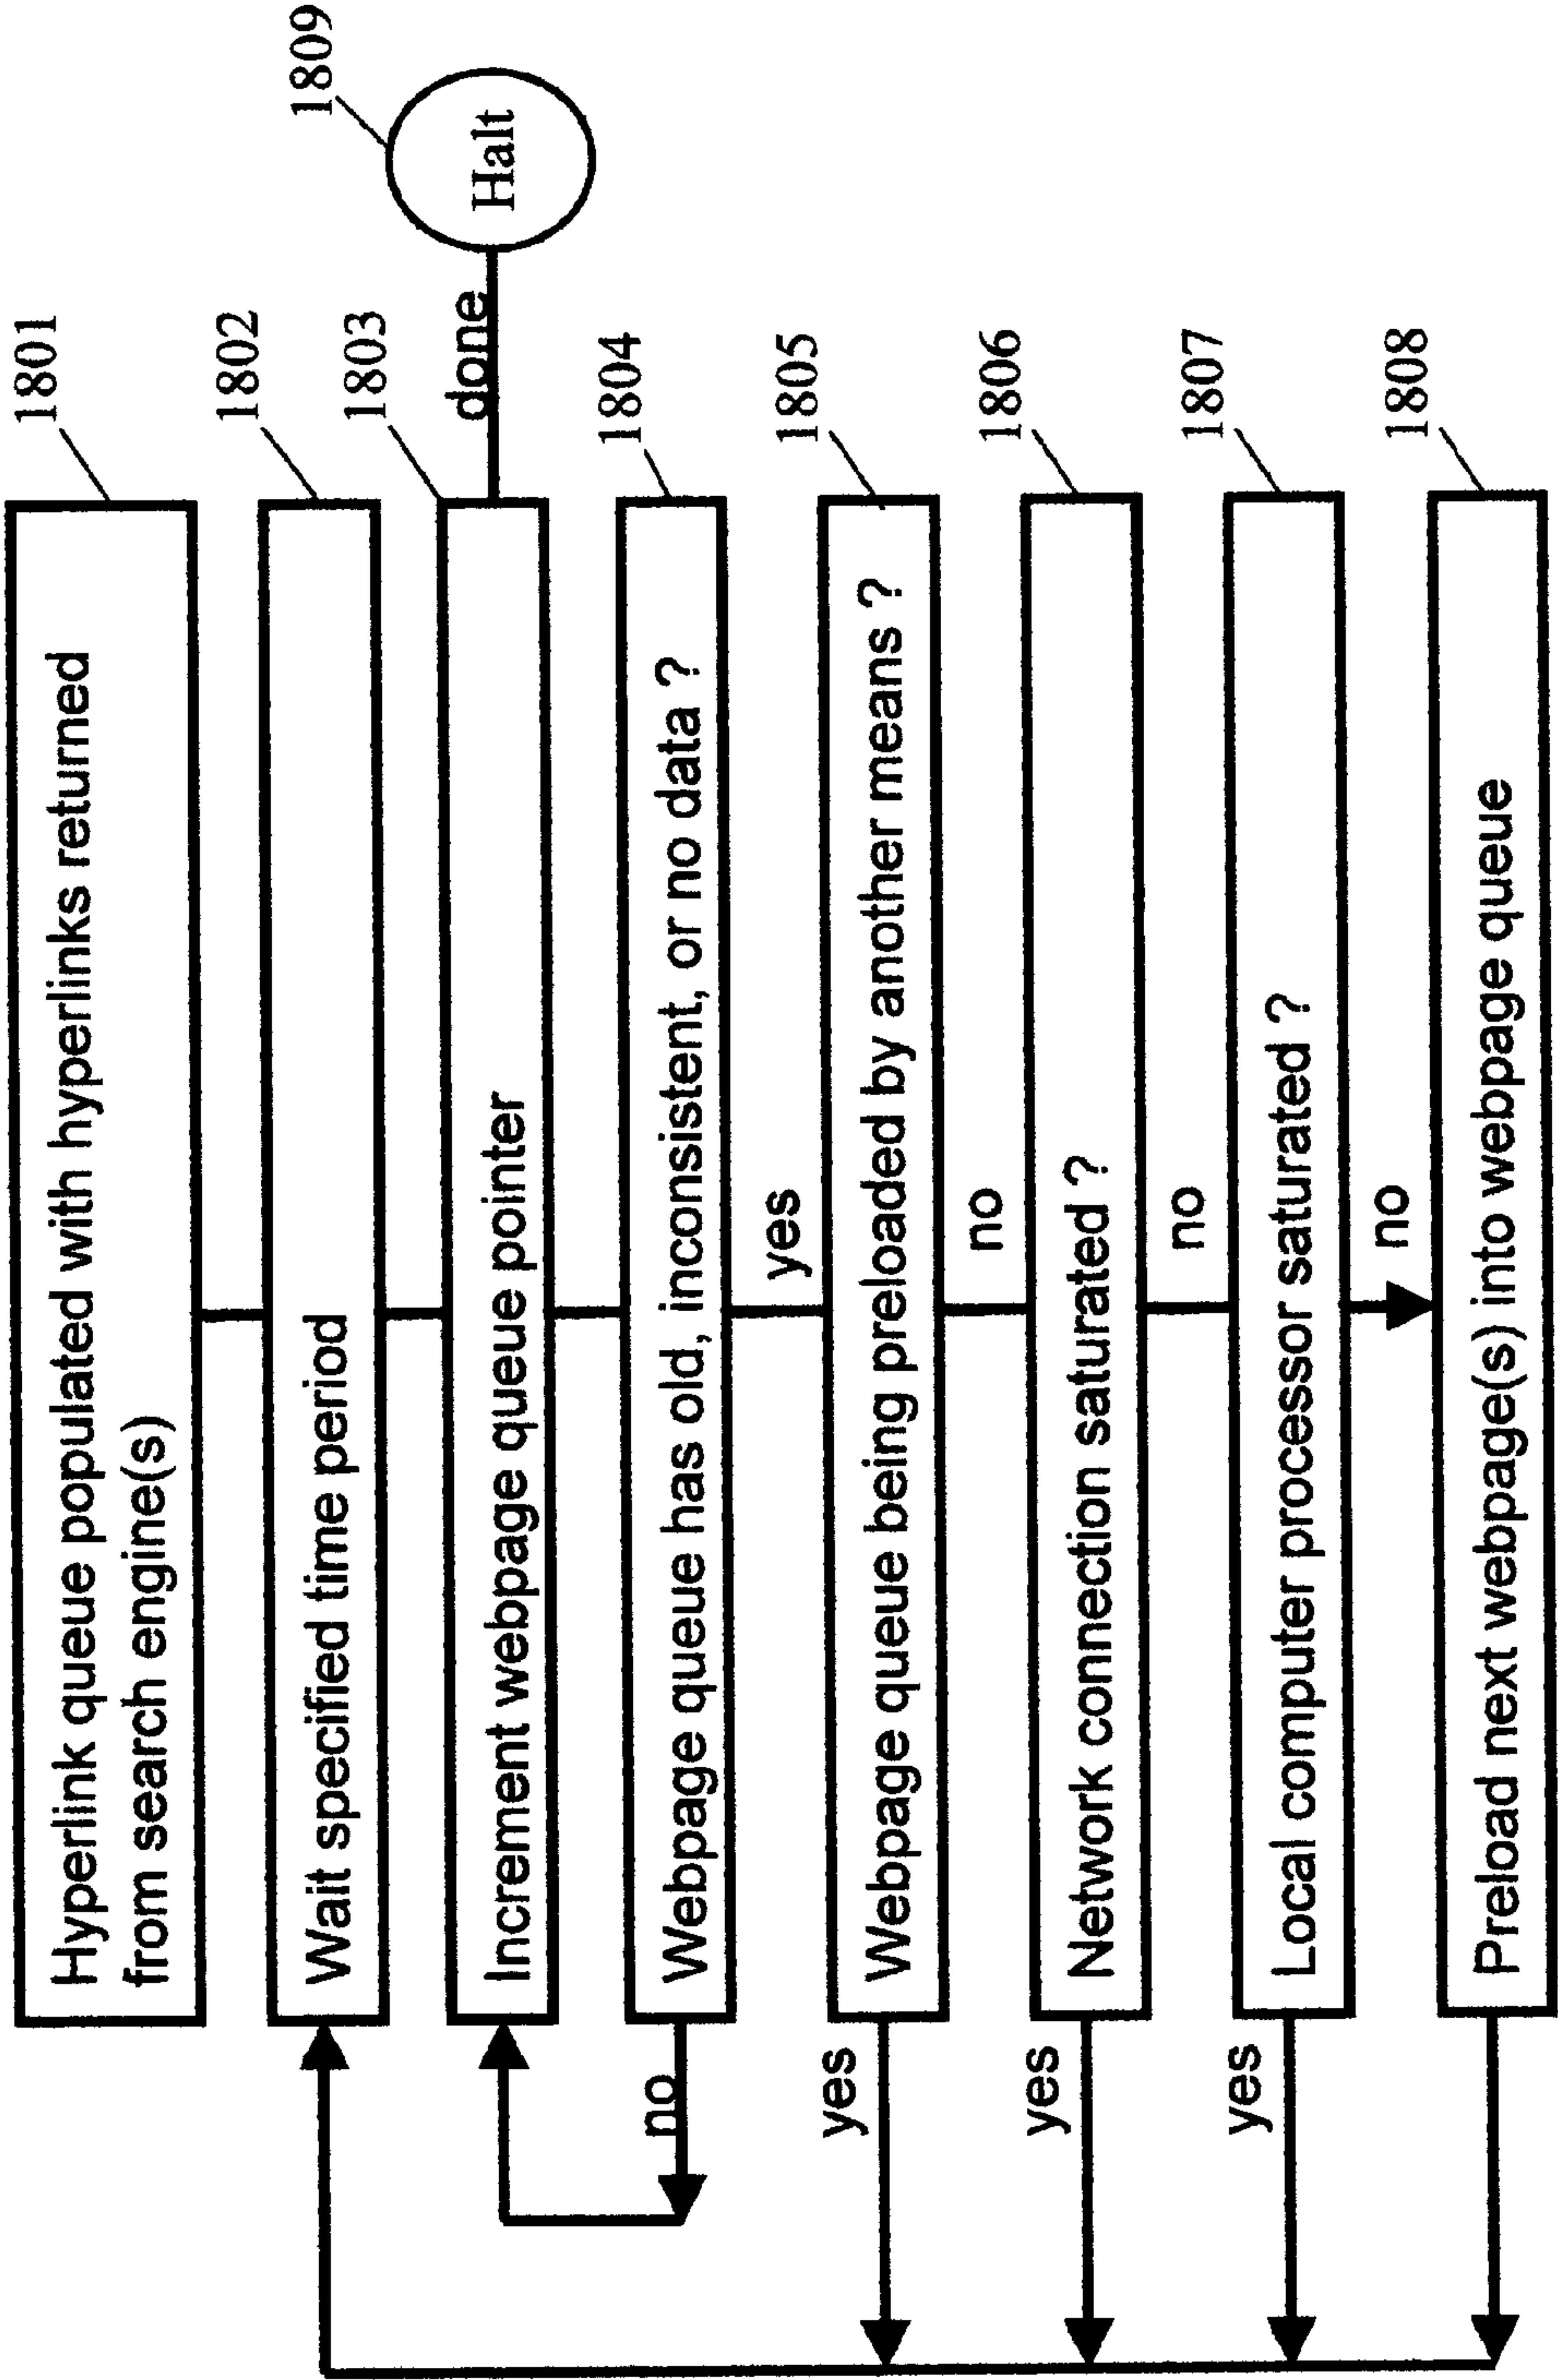 Hyperlink queue populated with hyperlinks returned
from search engine(s)
1801
Wait specified time period
1802
Increment webpage queue pointer
1803
done
Halt
1809
Webpage queue has old, inconsistent, or no data ?
1804
no
yes
Webpage queue being preloaded by another means ?
1805
yes
no
Network connection saturated ?
1806
yes
no
Local computer processor saturated ?
1807
yes
no
Preload next webpage(s) into webpage queue
1808